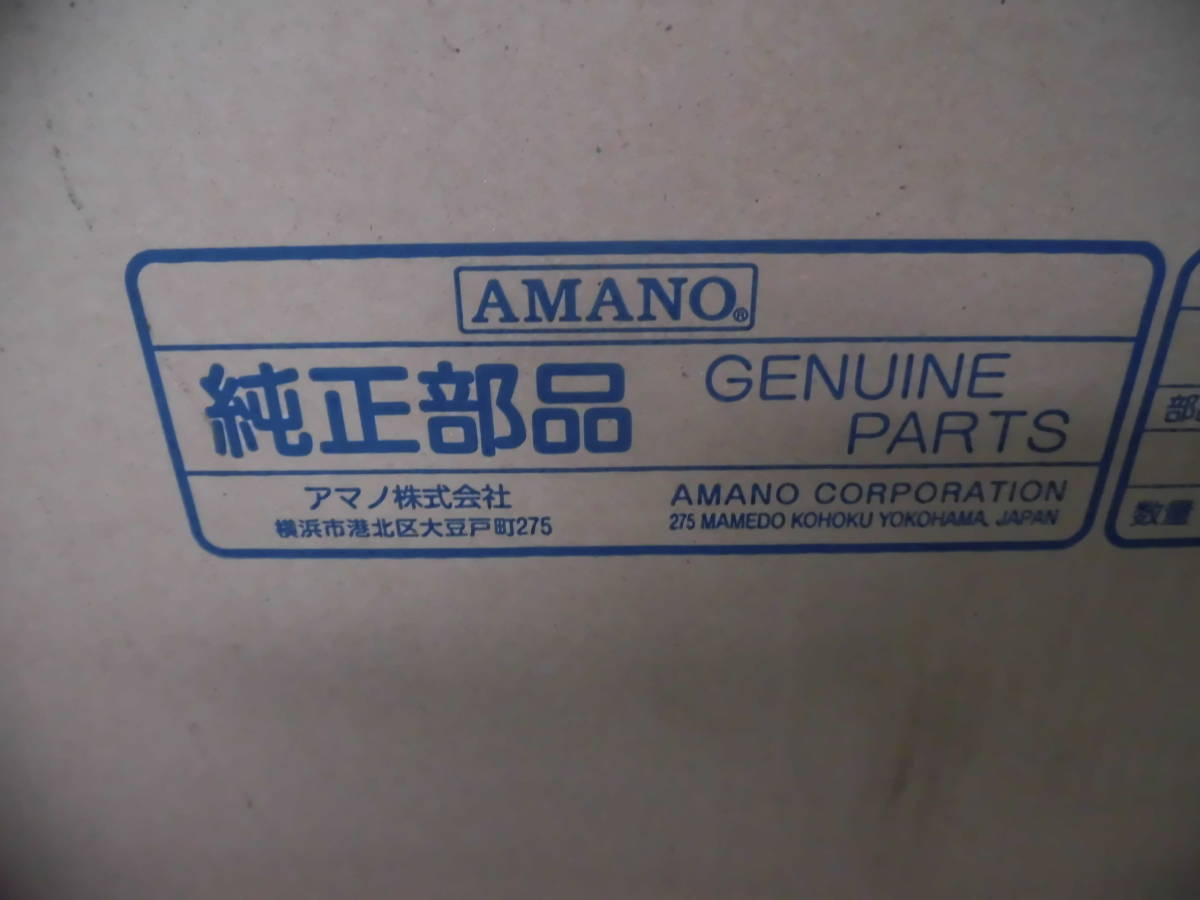 AMANO®
純正部品 GENUINE PARTS
アマノ株式会社
横浜市港北区大豆戸町275
AMANO CORPORATION
275 MAMEDO KOHOKU YOKOHAMA, JAPAN
部
数量